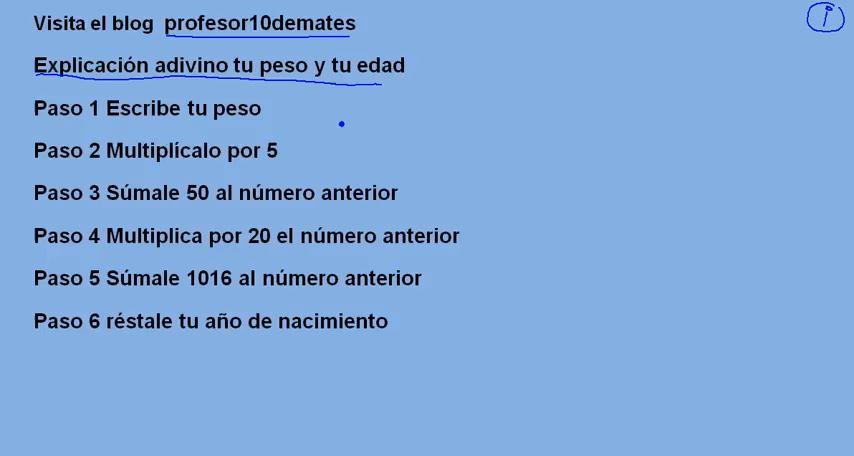 Visita el blog profesor10demates
Explicación adivino tu peso y tu edad
Paso 1 Escribe tu peso
Paso 2 Multiplícalo por 5
Paso 3 Súmale 50 al número anterior
Paso 4 Multiplica por 20 el número anterior
Paso 5 Súmale 1016 al número anterior
Paso 6 réstale tu año de nacimiento